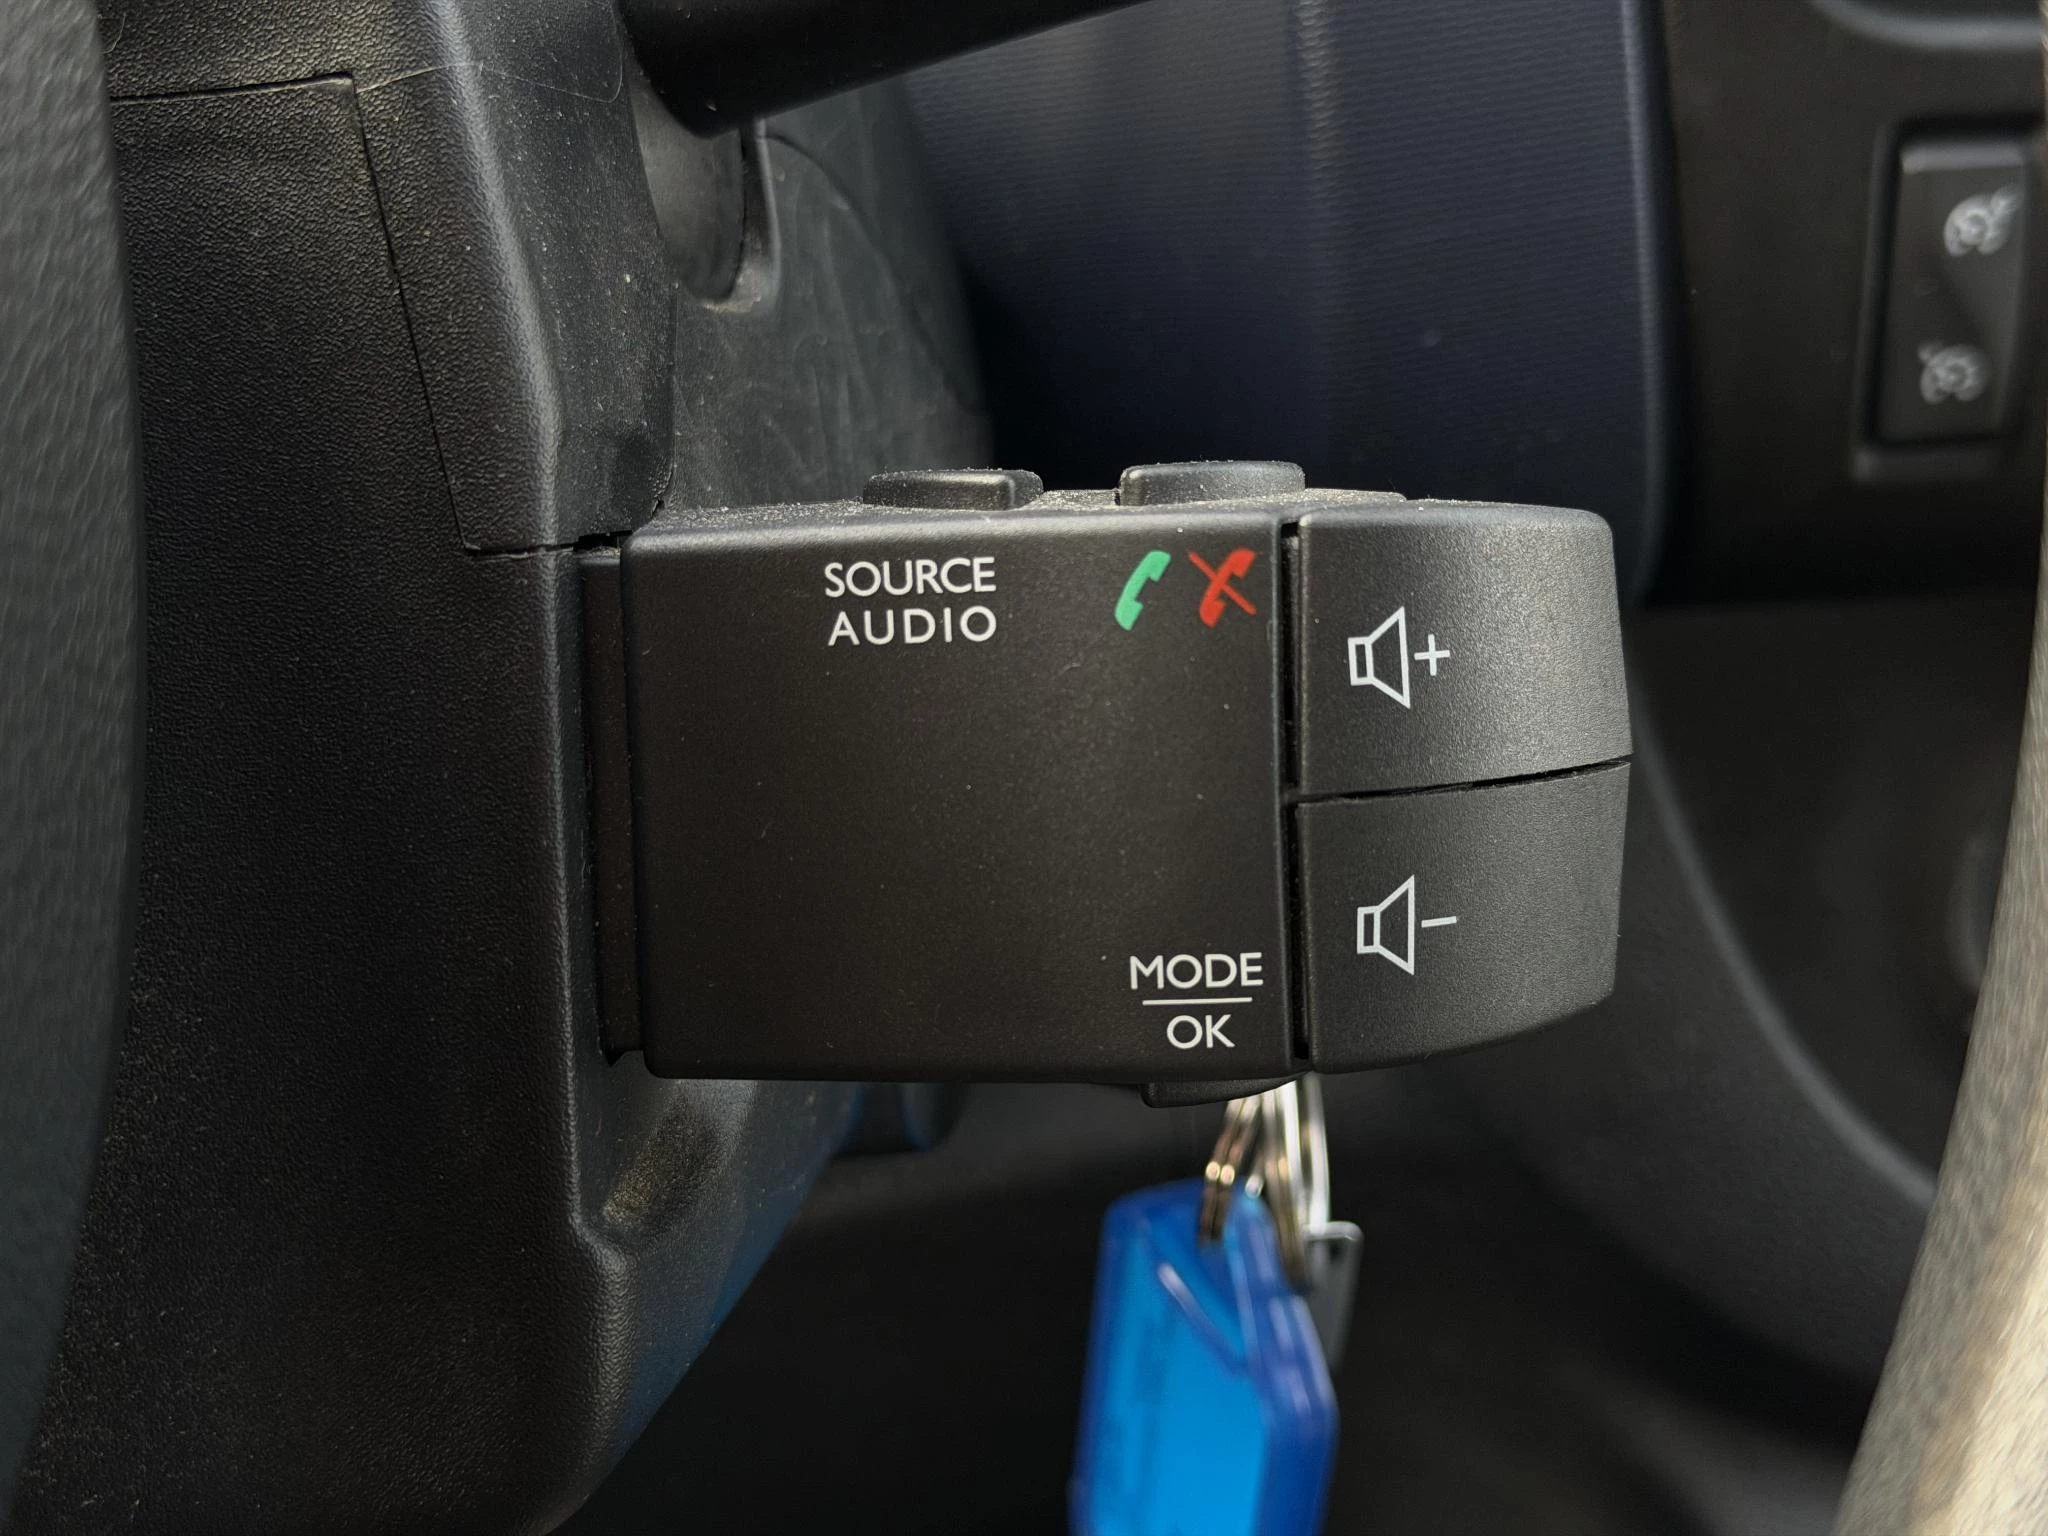 SOURCE
AUDIO
+
-
MODE
OK